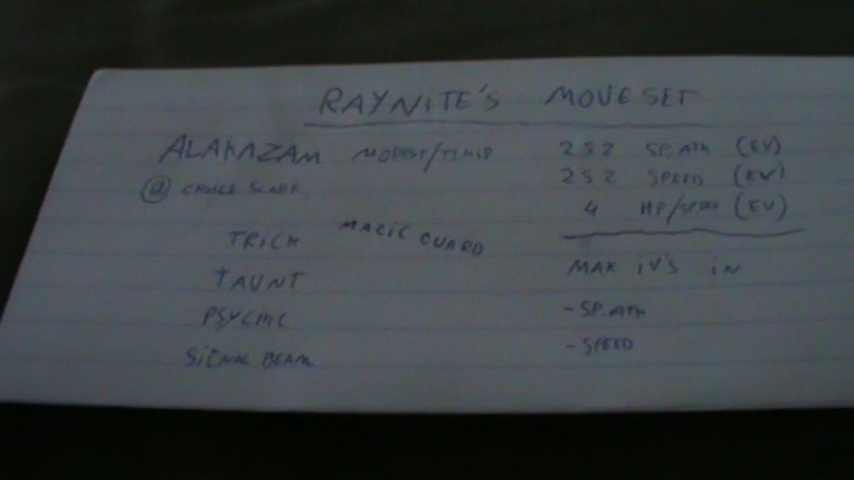 RAYNITE'S MOVESET
ALAKAZAM MODEST/TIMID 252 SP.ATK (EV)
@ CHOICE SCARF 252 SPEED (EV)
4 HP/SPDEF (EV)
TRICK MAGIC GUARD
TAUNT MAX IV'S IN
PSYCHIC -SP.ATK
SIGNAL BEAM -SPEED